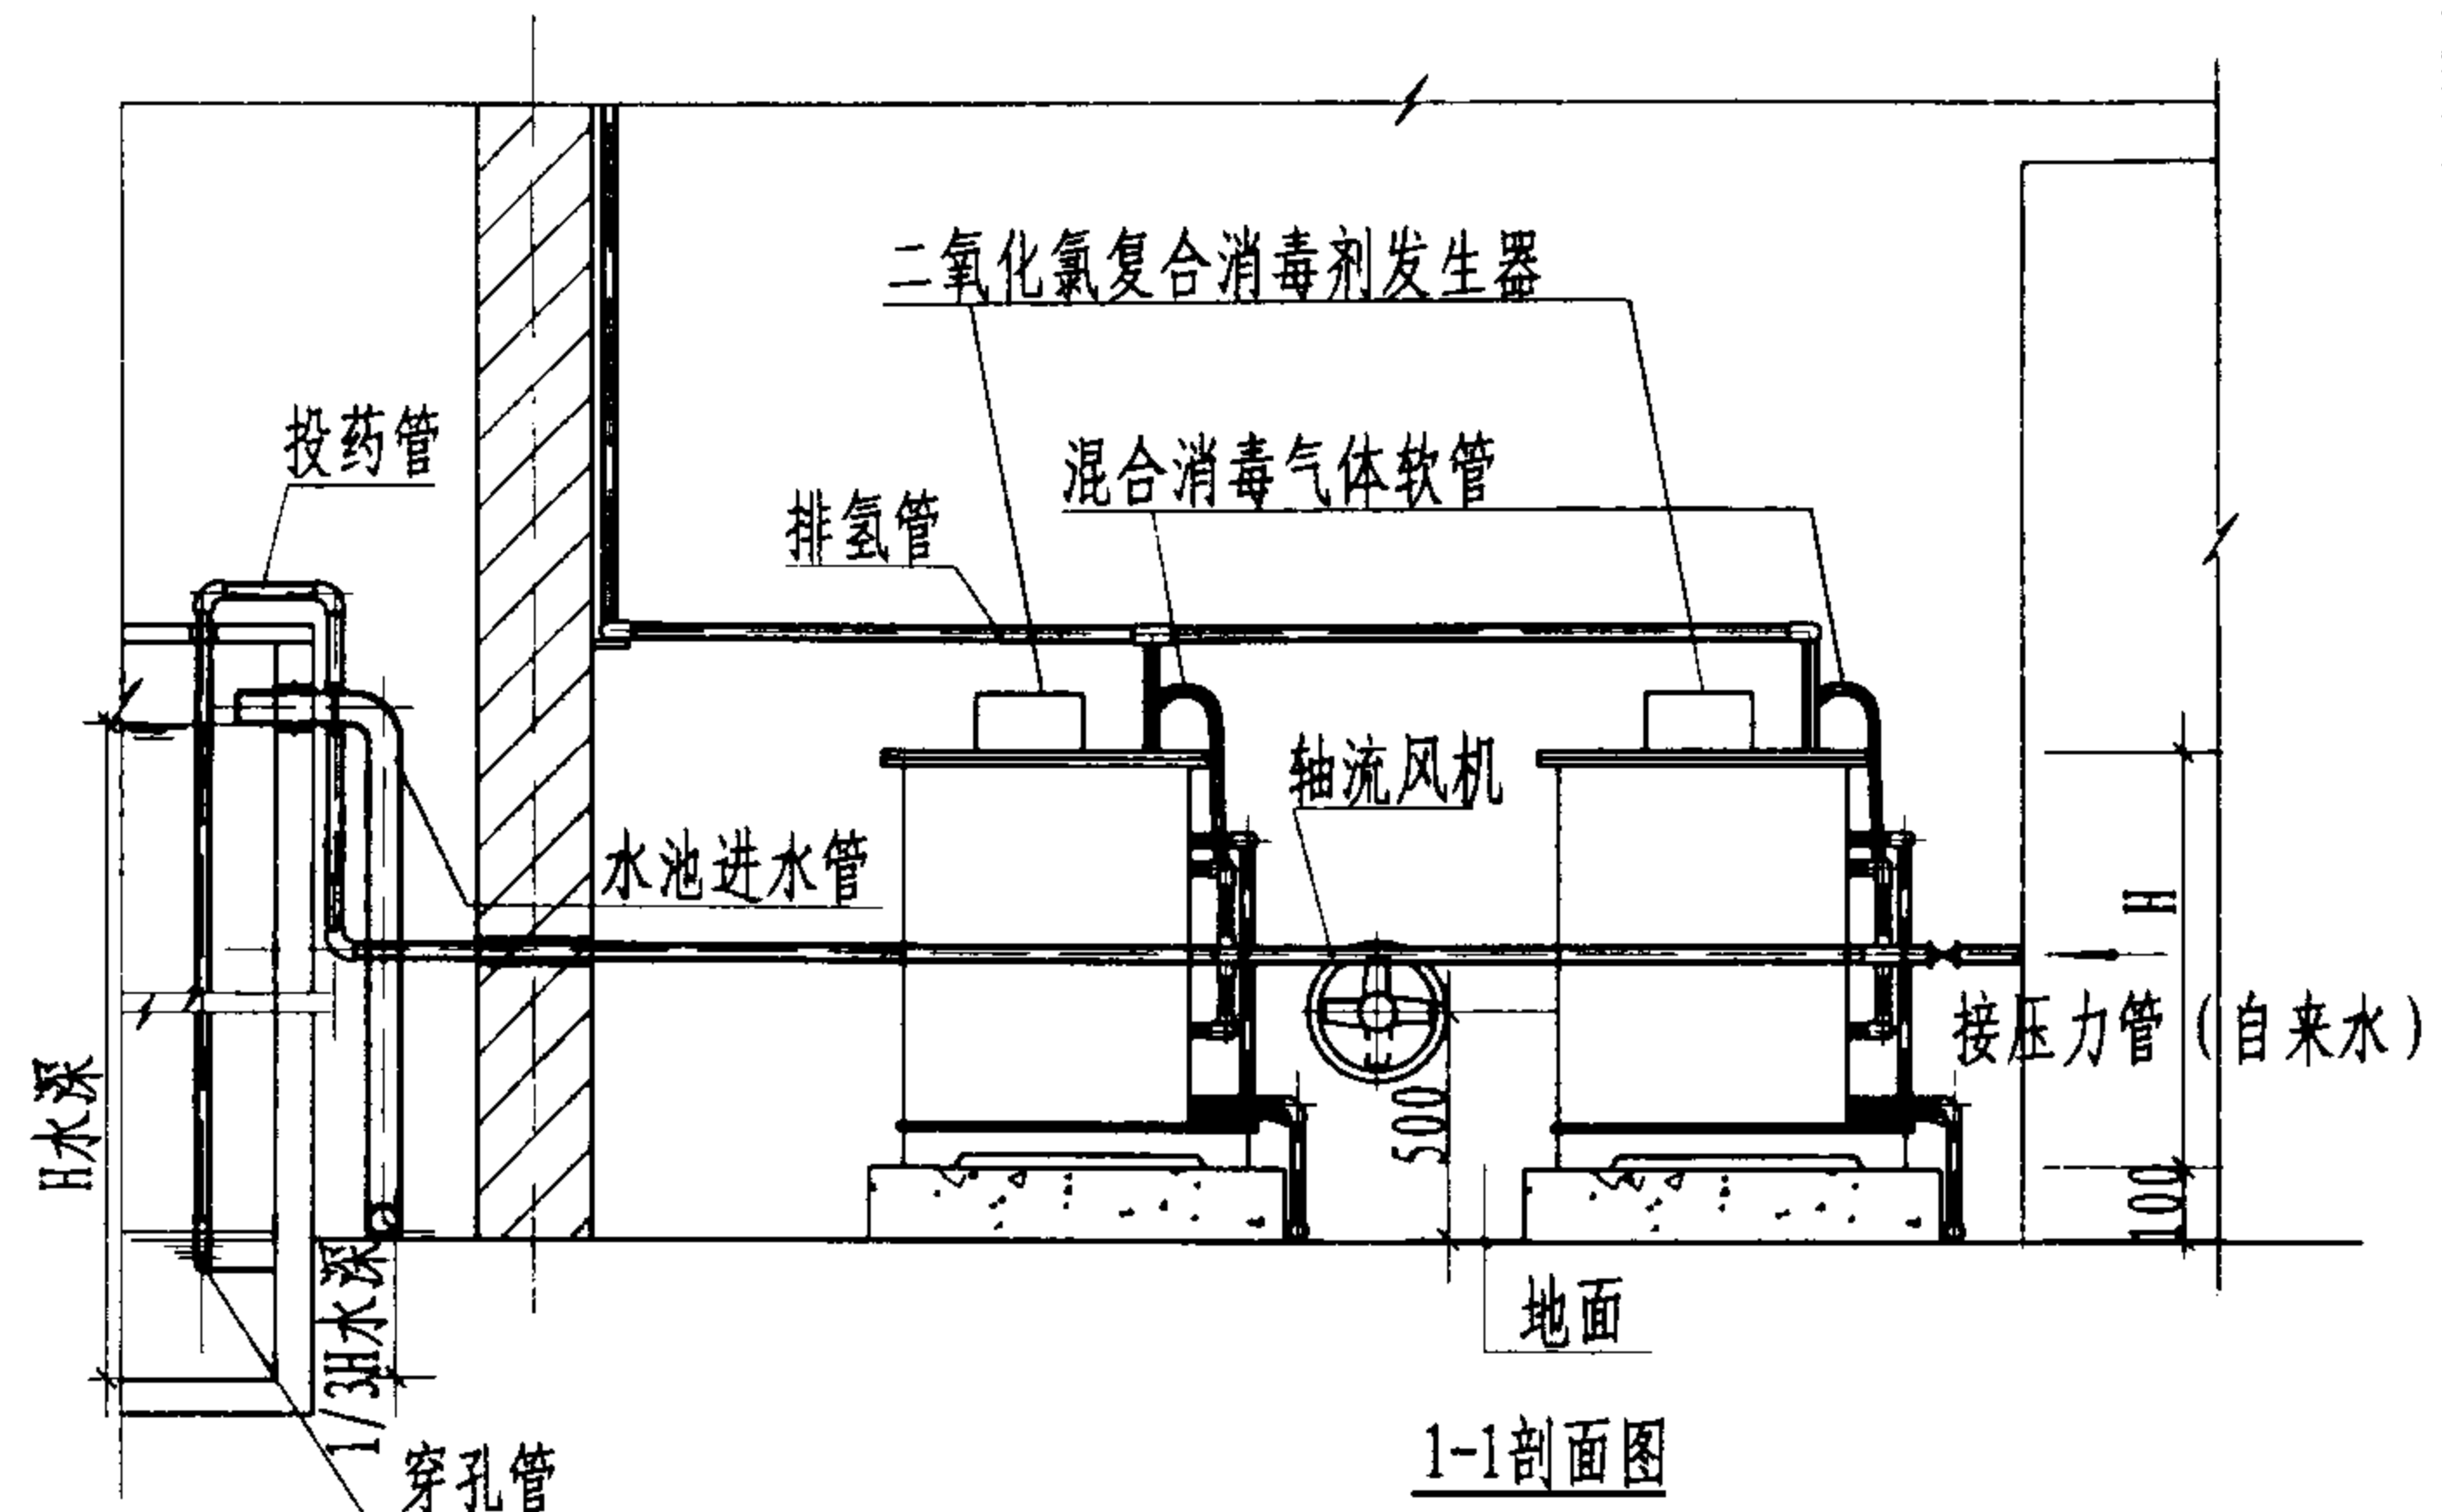 二氧化氯复合消毒剂发生器
投药管
混合消毒气体软管
排氢管
轴流风机
水池进水管
H
接压力管(自来水)
H水深
500
100
1/3H水深
地面
1-1剖面图
穿孔管